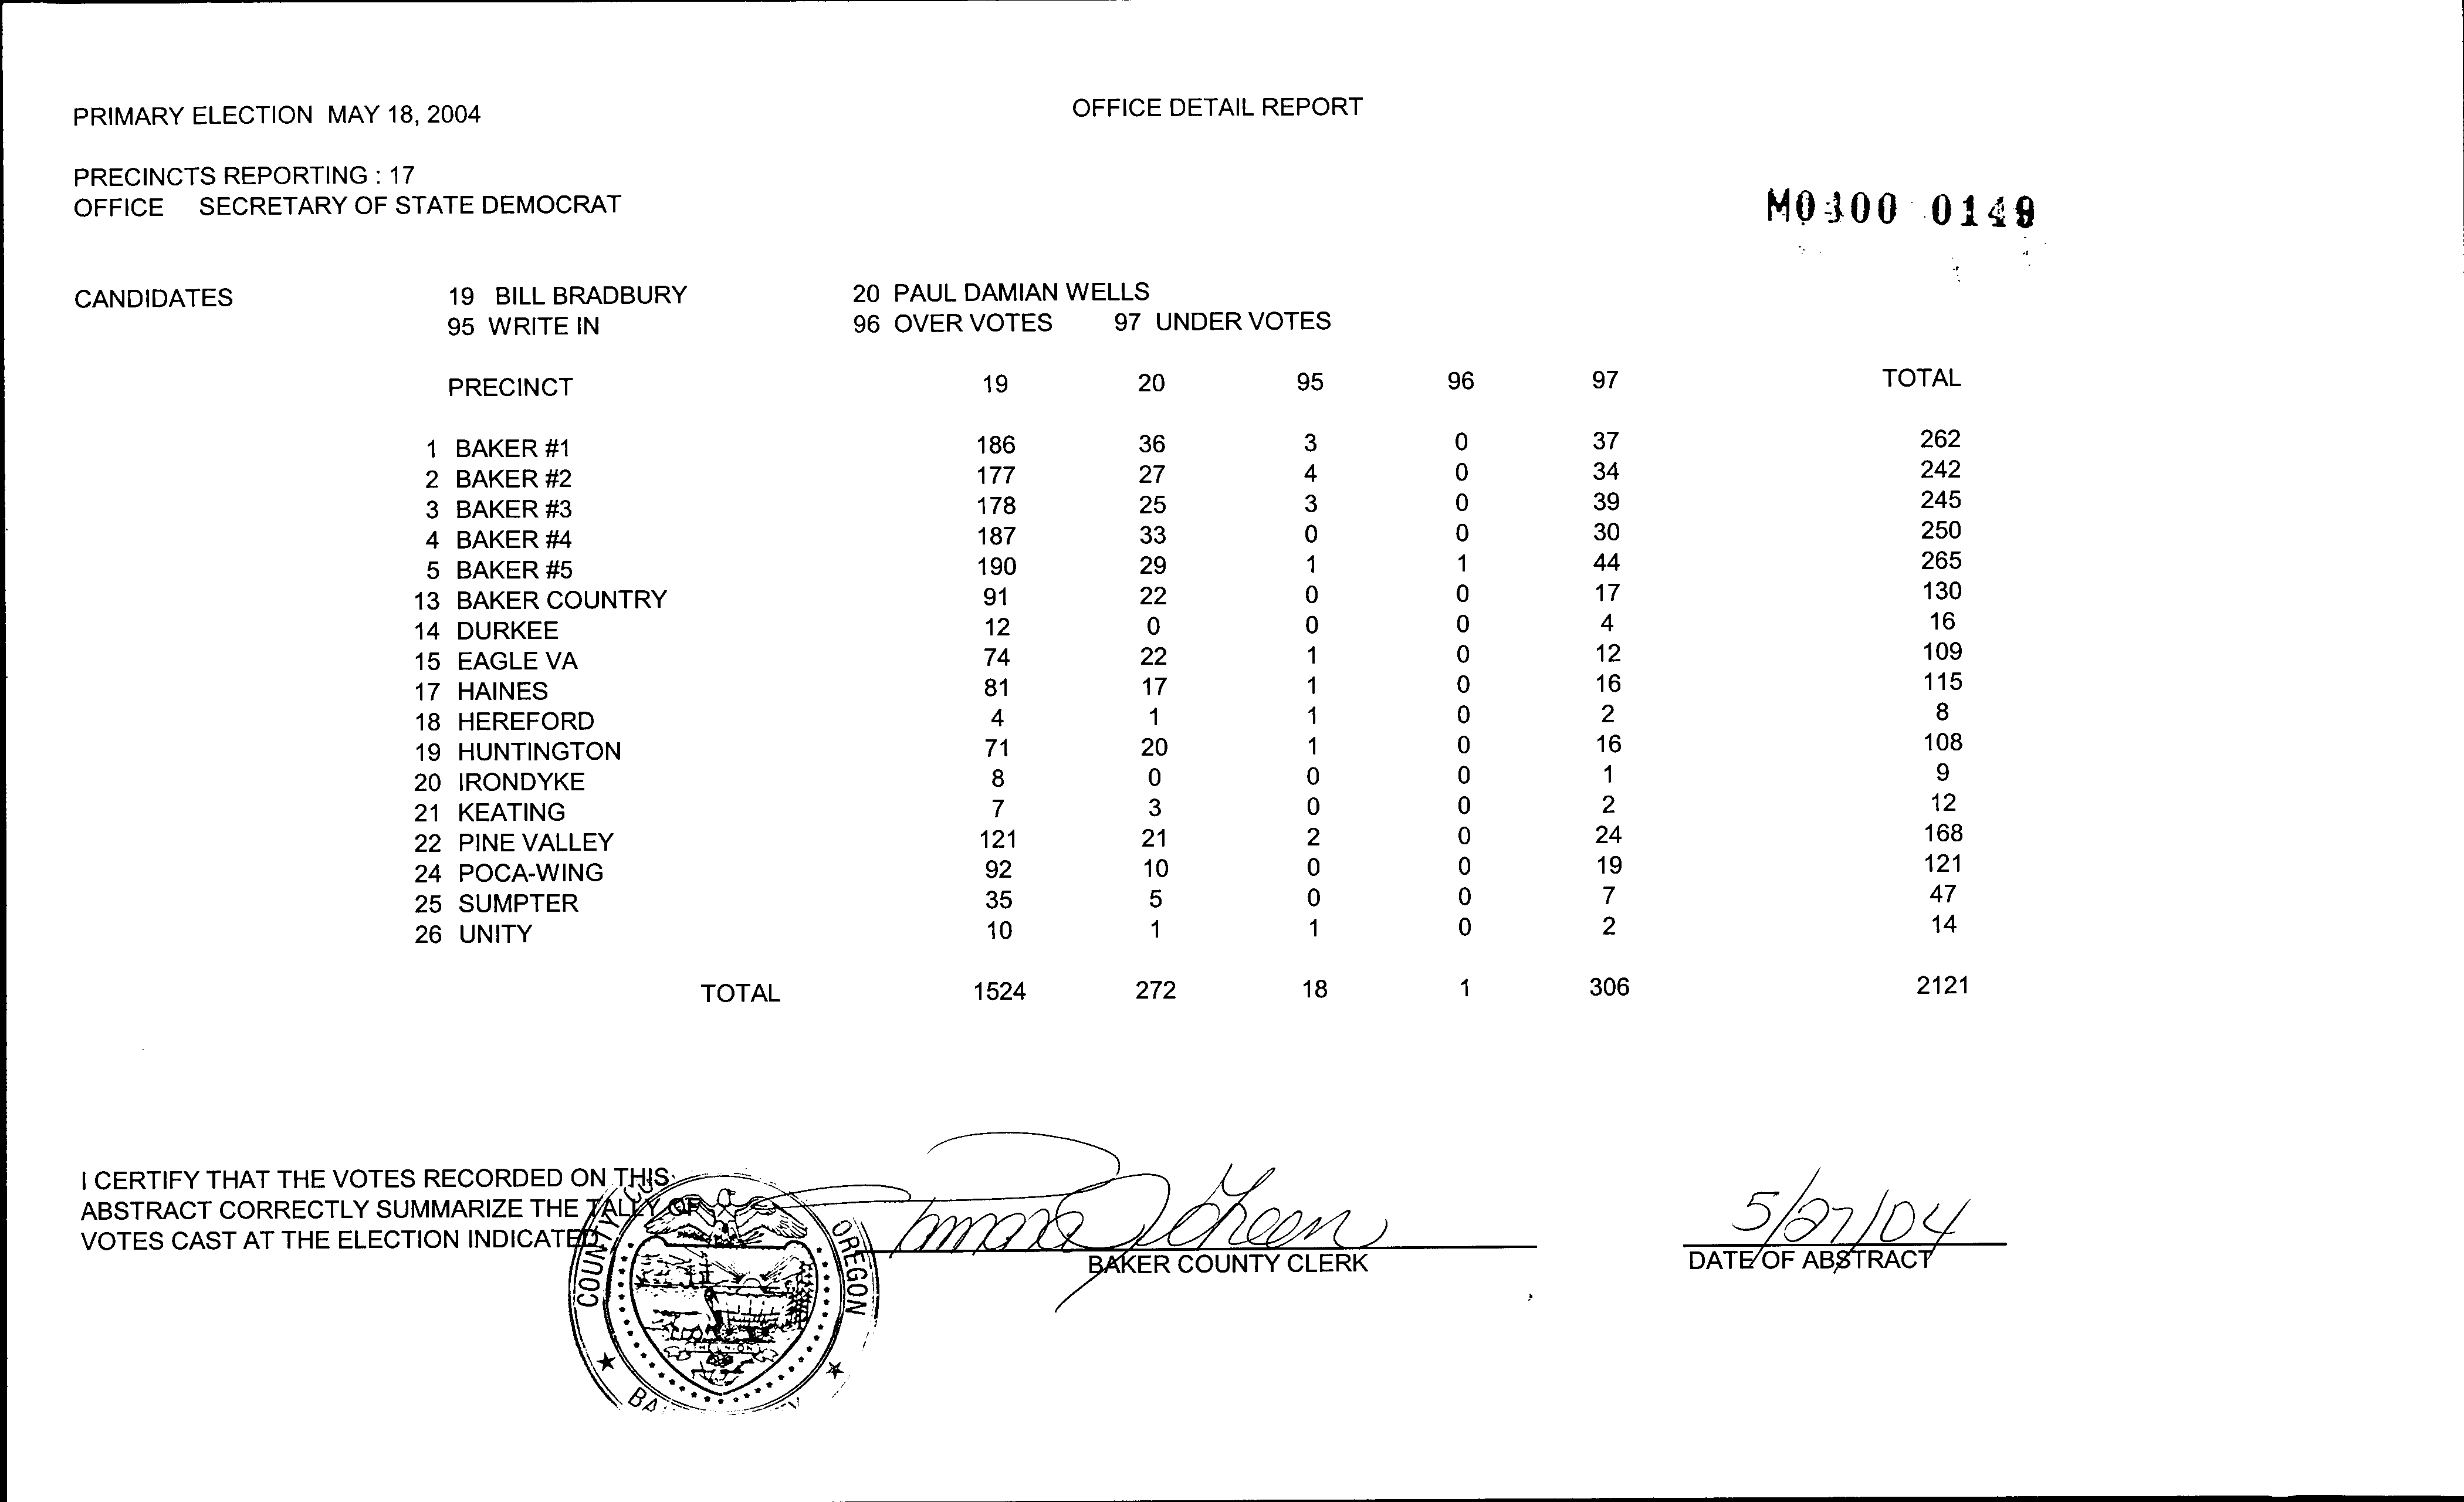 PRIMARY ELECTION MAY 18, 2004
OFFICE DETAIL REPORT
PRECINCTS REPORTING : 17
OFFICE SECRETARY OF STATE DEMOCRAT
0149
CANDIDATES 19 BILL BRADBURY 20 PAUL DAMIAN WELLS
95 WRITE IN 96 OVER VOTES 97 UNDER VOTES
PRECINCT 19 20 95 96 97 TOTAL
1 BAKER #1 186 36 3 0 37 262
2 BAKER #2 177 27 4 0 34 242
3 BAKER #3 178 25 3 0 39 245
4 BAKER #4 187 33 0 0 30 250
5 BAKER #5 190 29 1 1 44 265
13 BAKER COUNTRY 91 22 0 0 17 130
14 DURKEE 12 0 0 0 4 16
15 EAGLE VA 74 22 1 0 12 109
17 HAINES 81 17 1 0 16 115
18 HEREFORD 4 1 1 0 2 8
19 HUNTINGTON 71 20 1 0 16 108
20 IRONDYKE 8 0 0 0 1 9
21 KEATING 7 3 0 0 2 12
22 PINE VALLEY 121 21 2 0 24 168
24 POCA-WING 92 10 0 0 19 121
25 SUMPTER 35 5 0 0 7 47
26 UNITY 10 1 1 0 2 14
TOTAL 1524 272 18 1 306 2121
I CERTIFY THAT THE VOTES RECORDED ON THIS
ABSTRACT CORRECTLY SUMMARIZE THE TALLY OF
VOTES CAST AT THE ELECTION INDICATED
5/27/04
BAKER COUNTY CLERK
DATE OF ABSTRACT
COUNTY
OREGON